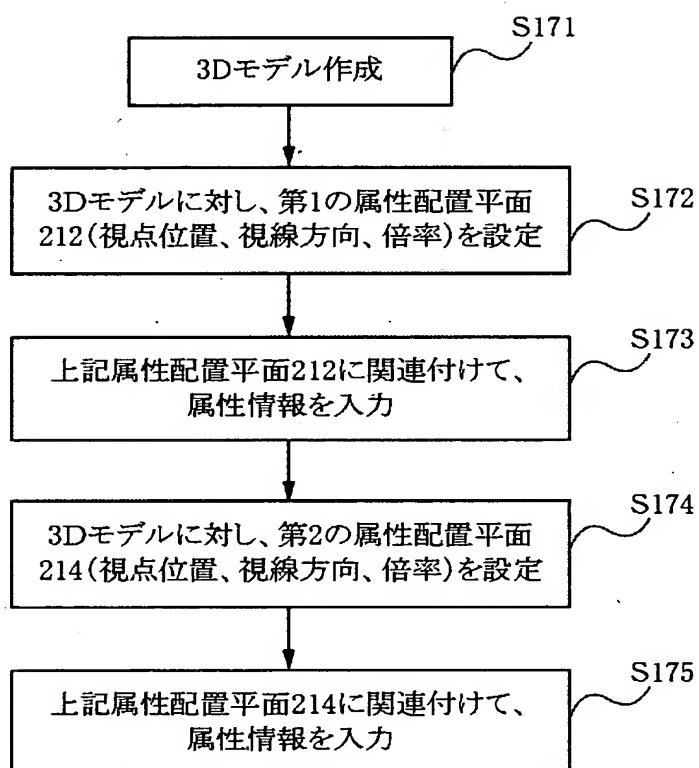 S171
3Dモデル作成
S172
3Dモデルに対し、第1の属性配置平面
212(視点位置、視線方向、倍率)を設定
S173
上記属性配置平面212に関連付けて、
属性情報を入力
S174
3Dモデルに対し、第2の属性配置平面
214(視点位置、視線方向、倍率)を設定
S175
上記属性配置平面214に関連付けて、
属性情報を入力